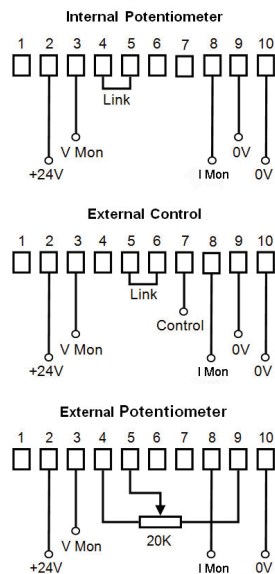 Internal Potentiometer
1 2 3 4 5 6 7 8 9 10
Link
V Mon
I Mon
0V
+24V
0V
External Control
1 2 3 4 5 6 7 8 9 10
Link
Control
V Mon
0V
+24V
I Mon
0V
External Potentiometer
1 2 3 4 5 6 7 8 9 10
20K
V Mon
I Mon
+24V
0V